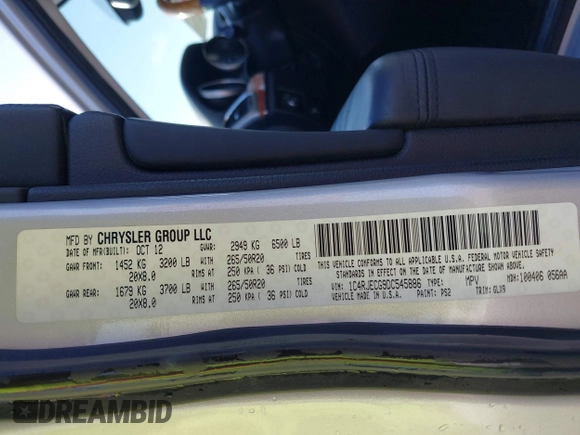 MFD BY CHRYSLER GROUP LLC
DATE OF MFR(BUILT): OCT 12 GVWR: 2949 KG 6500 LB
GAWR FRONT: 1452 KG 3200 LB WITH 265/50R20
20X8.0 RIMS AT 250 KPA ( 36 PSI) COLD
GAWR REAR: 1679 KG 3700 LB WITH 265/50R20
20X8.0 RIMS AT 250 KPA ( 36 PSI) COLD
THIS VEHICLE CONFORMS TO ALL APPLICABLE U.S.A. FEDERAL MOTOR VEHICLE SAFETY
STANDARDS IN EFFECT ON THE DATE OF MANUFACTURE SHOWN ABOVE.
VIN: 1C4RJECG9DC545886 TYPE: MPV MDH: 100406 056AA
VEHICLE MADE IN U.S.A. PAINT: PS2 TRIM: QLX9
DREAMBID